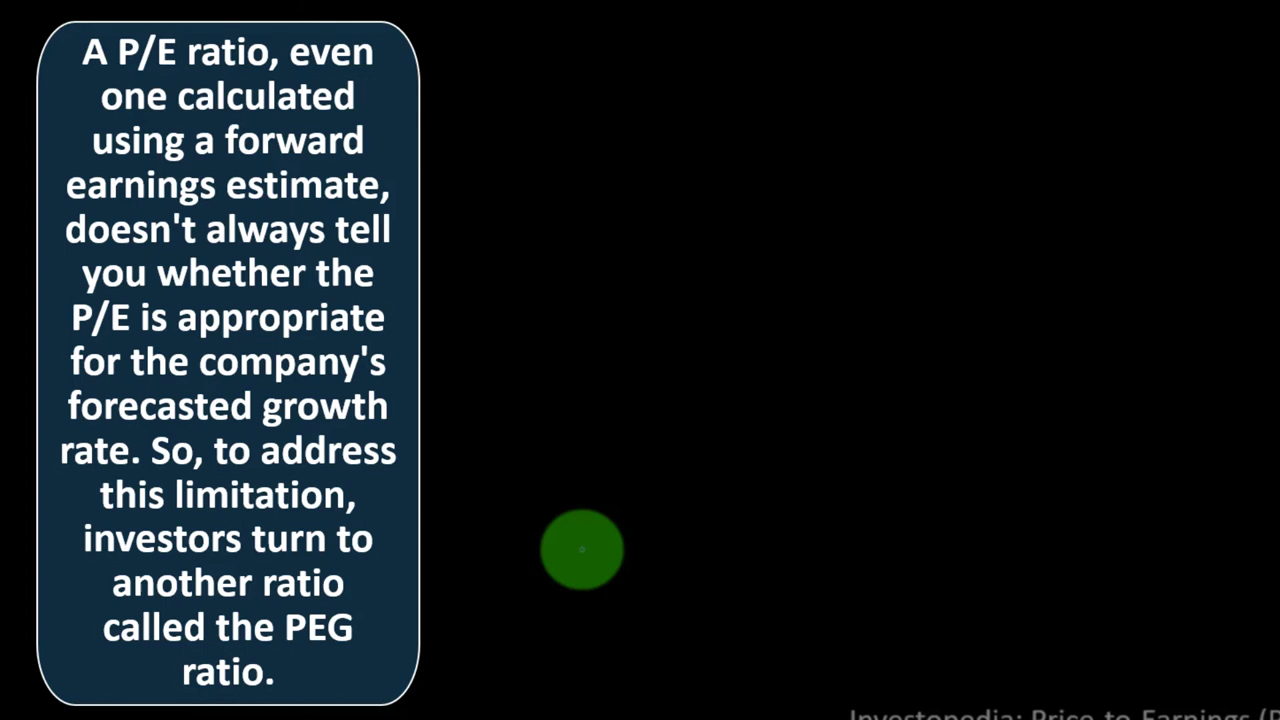 A P/E ratio, even
one calculated
using a forward
earnings estimate,
doesn't always tell
you whether the
P/E is appropriate
for the company's
forecasted growth
rate. So, to address
this limitation,
investors turn to
another ratio
called the PEG
ratio.
Investopedia: Price-to-Earnings (P